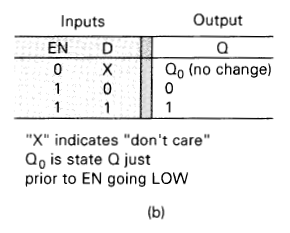 Inputs Output
EN D Q
0 X Q₀ (no change)
1 0 0
1 1 1
"X" indicates "don't care"
Q₀ is state Q just
prior to EN going LOW
(b)